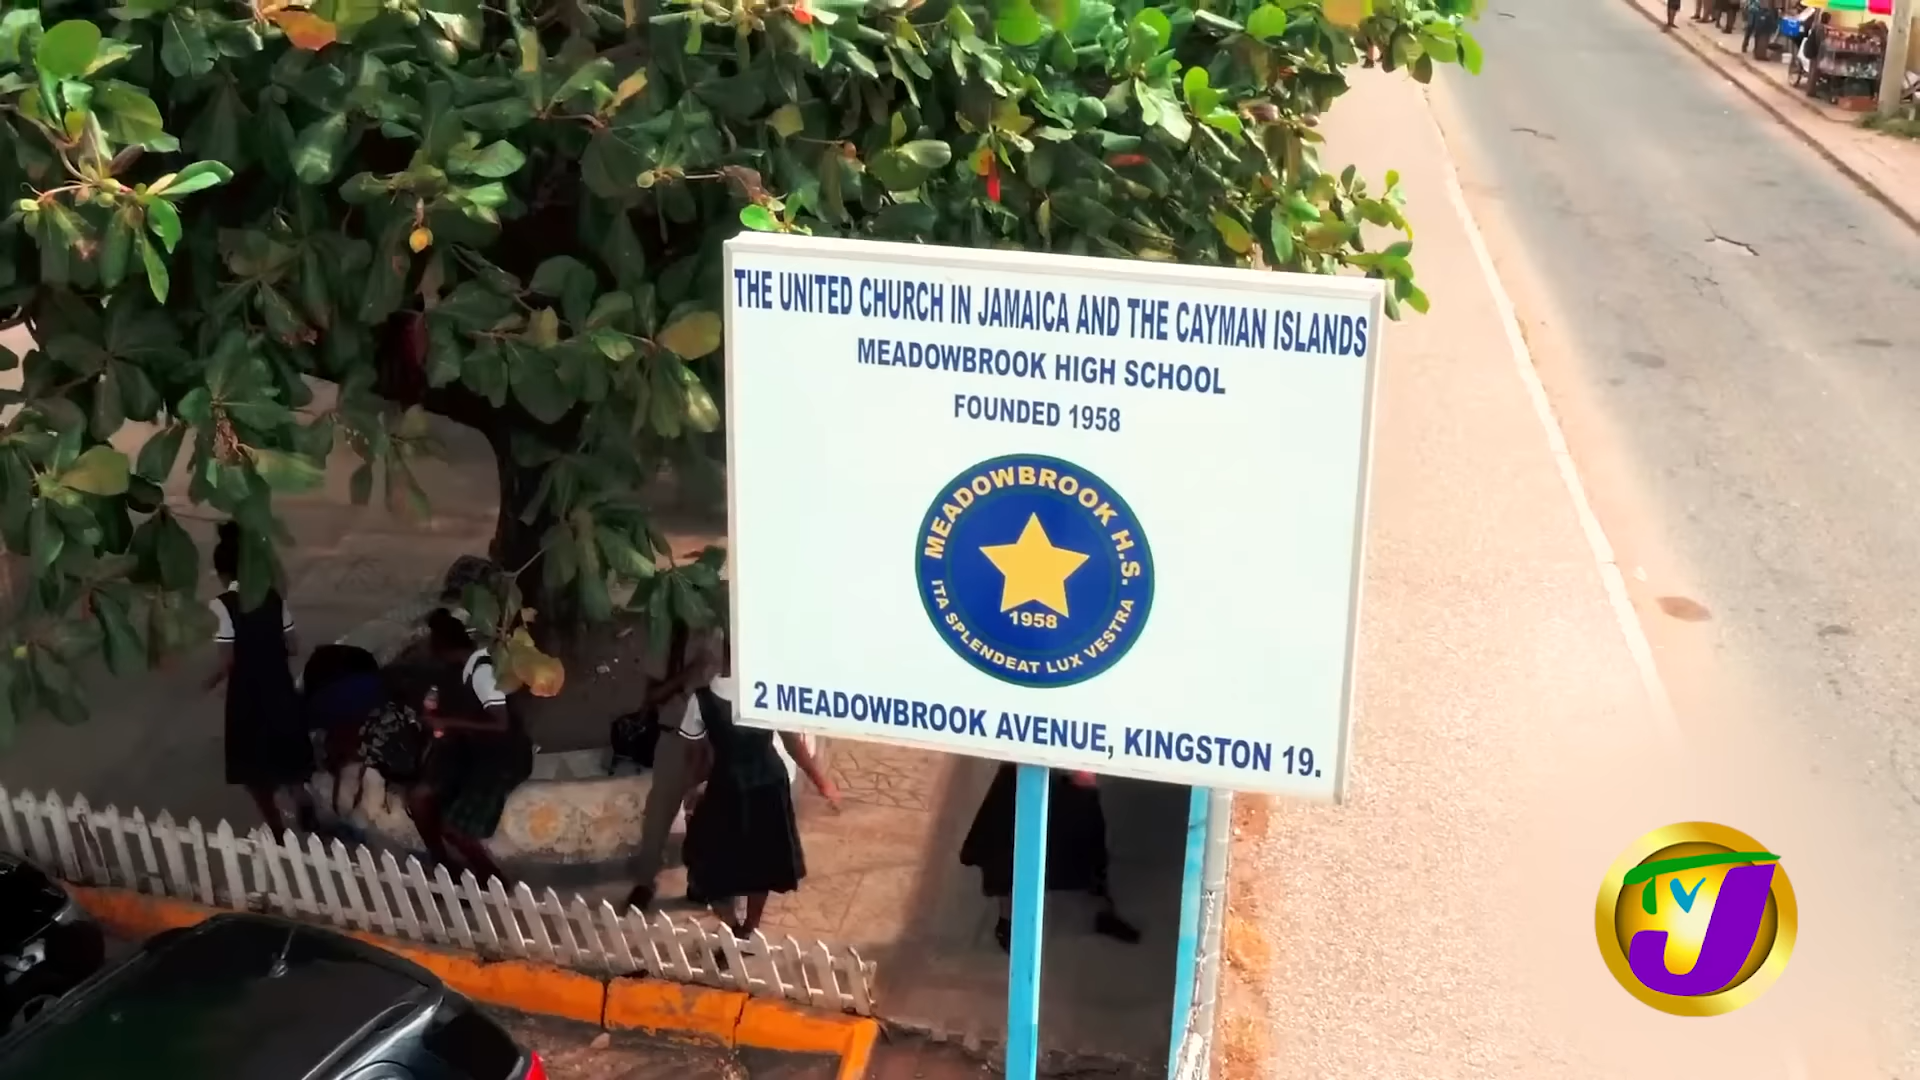 THE UNITED CHURCH IN JAMAICA AND THE CAYMAN ISLANDS
MEADOWBROOK HIGH SCHOOL
FOUNDED 1958
MEADOWBROOK H.S.
1958
ITA SPLENDEAT LUX VESTRA
2 MEADOWBROOK AVENUE, KINGSTON 19.
TVJ